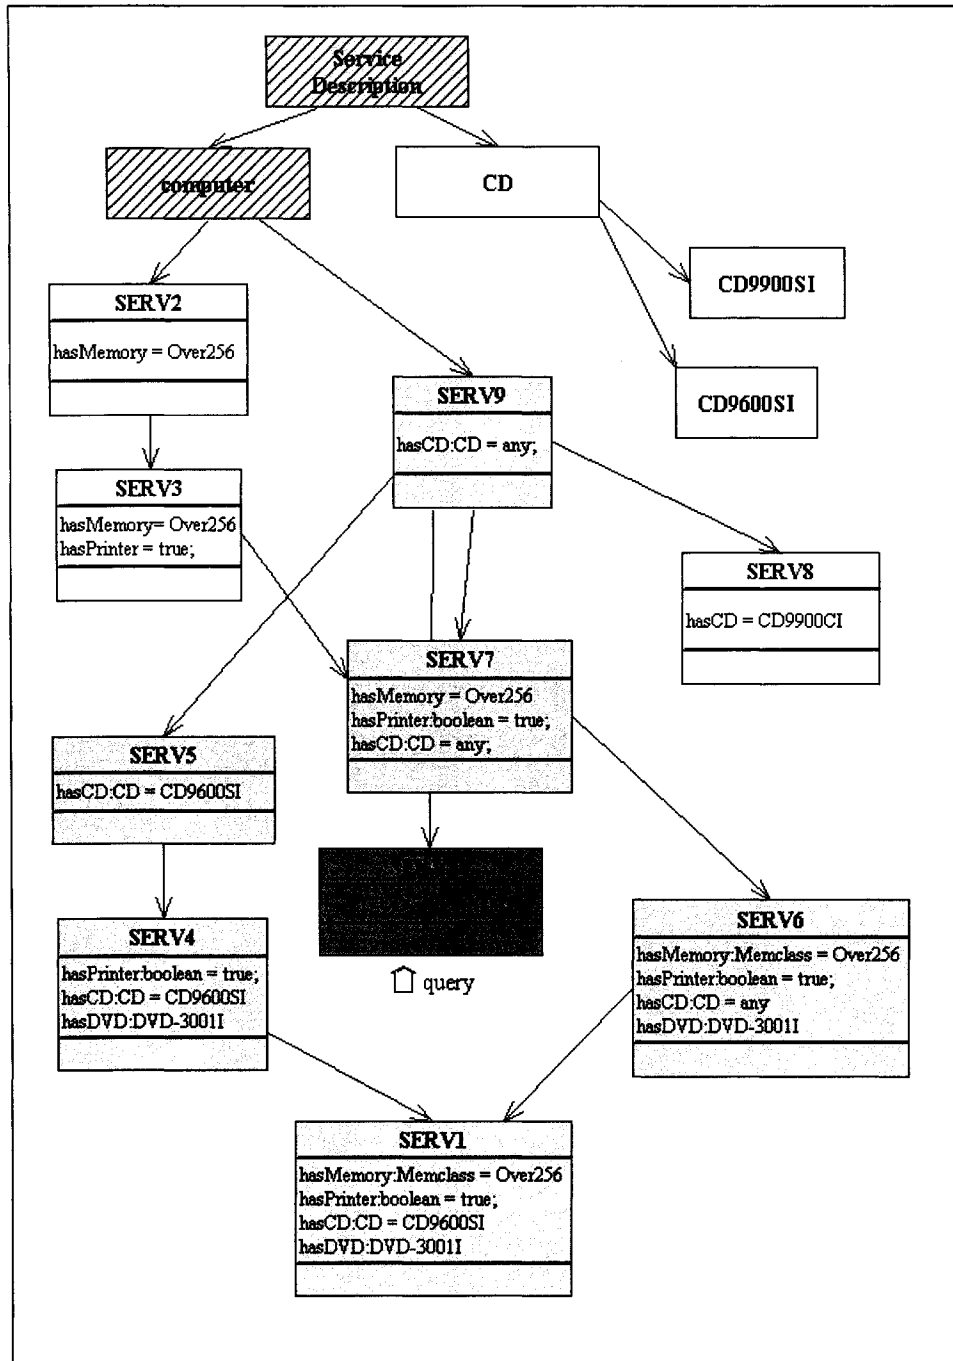 Service
Description
computer
CD
CD9900SI
CD9600SI
SERV2
hasMemory = Over256
SERV9
hasCD:CD = any;
SERV3
hasMemory= Over256
hasPrinter = true;
SERV8
hasCD = CD9900CI
SERV7
hasMemory = Over256
hasPrinter:boolean = true;
hasCD:CD = any;
SERV5
hasCD:CD = CD9600SI
query
SERV4
hasPrinter:boolean = true;
hasCD:CD = CD9600SI
hasDVD:DVD-3001I
SERV6
hasMemory:Memclass = Over256
hasPrinter:boolean = true;
hasCD:CD = any
hasDVD:DVD-3001I
SERV1
hasMemory:Memclass = Over256
hasPrinter:boolean = true;
hasCD:CD = CD9600SI
hasDVD:DVD-3001I